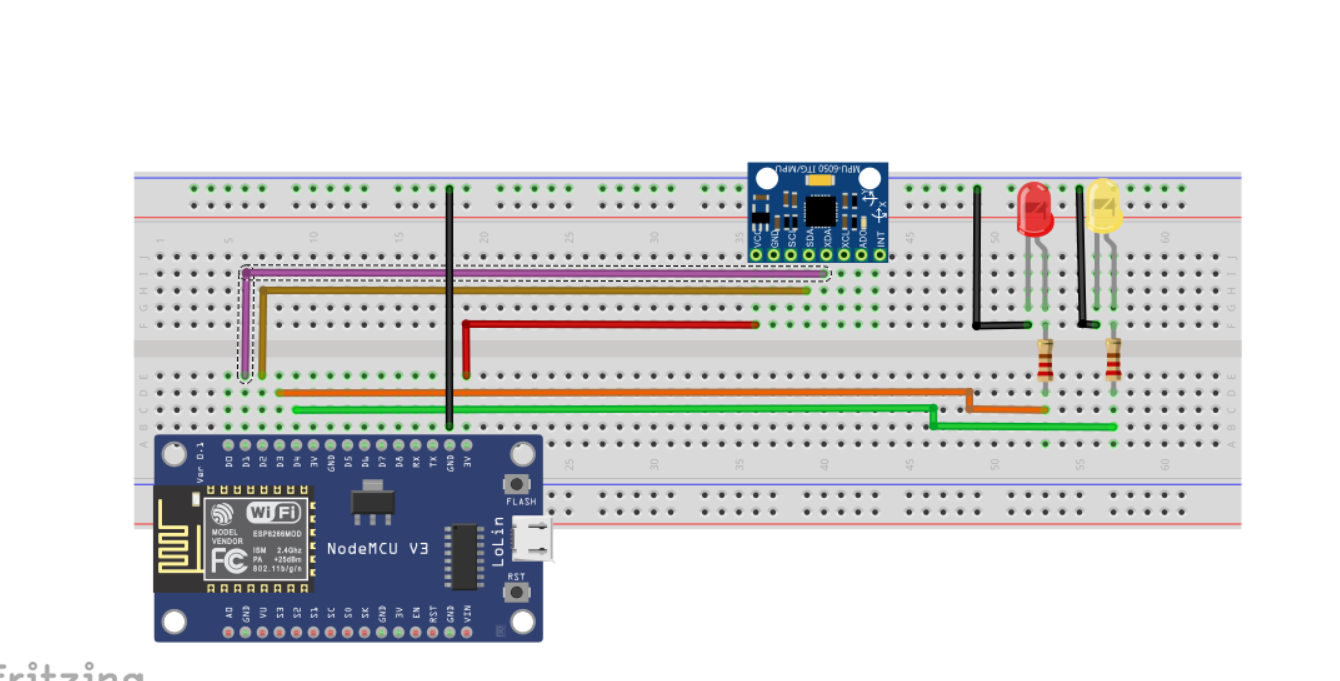 MPU-6050 ITG/MPU
Y
X
VCC
GND
SCL
SDA
XDA
XCL
ADO
INT
1
5
10
15
20
25
30
35
45
50
55
60
J
I
H
G
F
J
I
H
G
F
E
D
C
B
A
E
D
C
B
A
25
30
35
40
45
50
55
60
Ver 0.1
D0
D1
D2
D3
D4
3V
GND
D5
D6
D7
D8
RX
TX
GND
3V
FLASH
WiFi
MODEL
VENDOR
ESP8266MOD
FC
ISM 2.4Ghz
PA +25dBm
802.11b/g/n
NodeMCU V3
LoLin
RST
A0
GND
VU
S3
S2
S1
SC
S0
SK
GND
3V
EN
RST
GND
VIN
fritzing